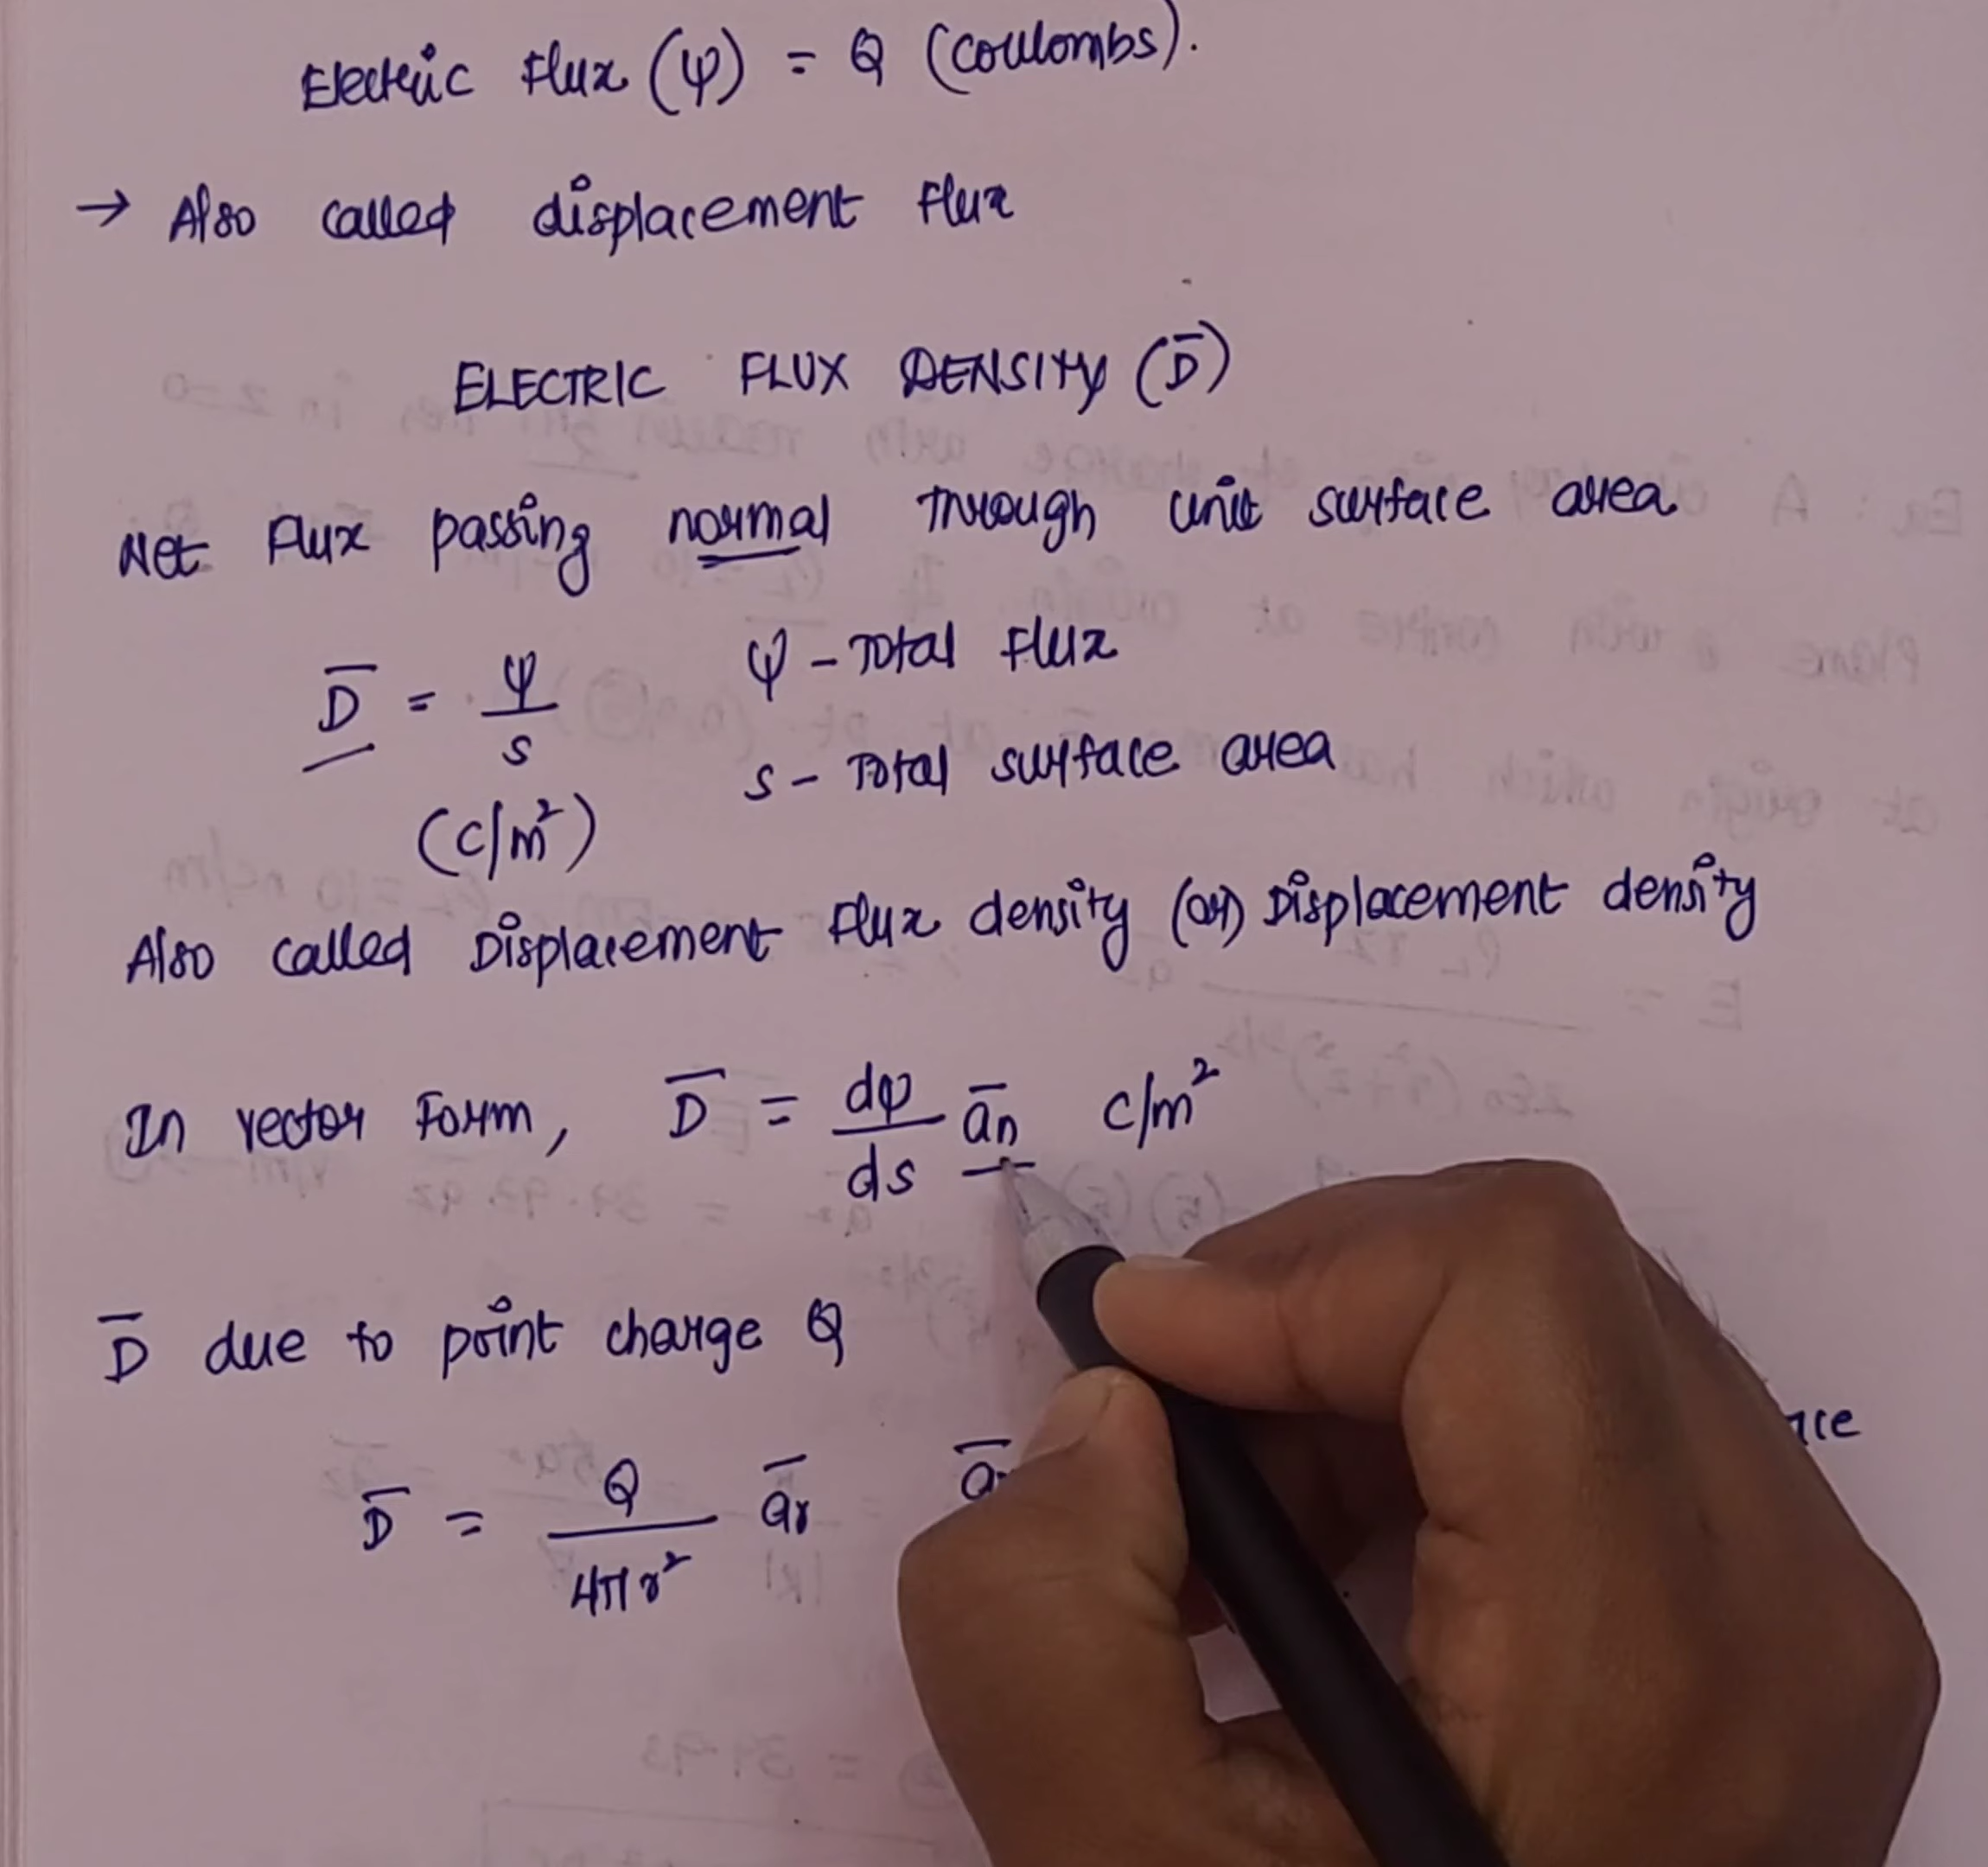 Electric Flux (ψ) = Q (Coulombs).
→ Also called displacement flux
ELECTRIC FLUX DENSITY (D̅)
Net Flux passing normal through unit surface area
D̅ = ψ/s    ψ - Total Flux
(C/m²)    s - Total surface area
Also called Displacement Flux density (or) Displacement density
In vector Form, D̅ = dψ/ds a̅n C/m²
D̅ due to point charge Q
D̅ = Q/4πr² a̅r